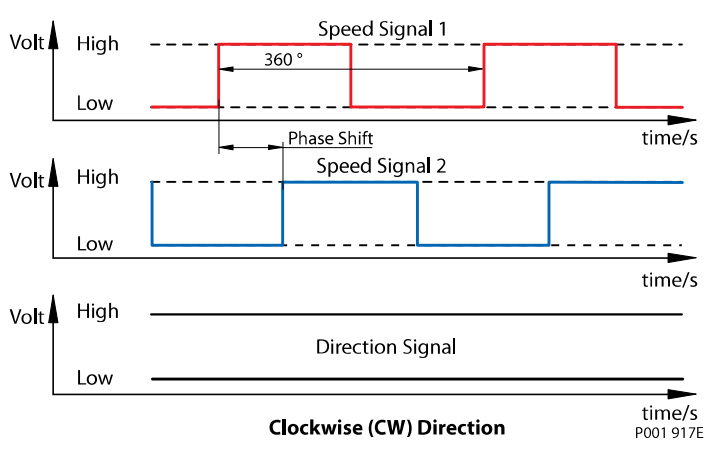 Speed Signal 1
Volt
High
360 °
Low
time/s
Phase Shift
Speed Signal 2
Volt
High
Low
time/s
Volt
High
Direction Signal
Low
time/s
Clockwise (CW) Direction
P001 917E